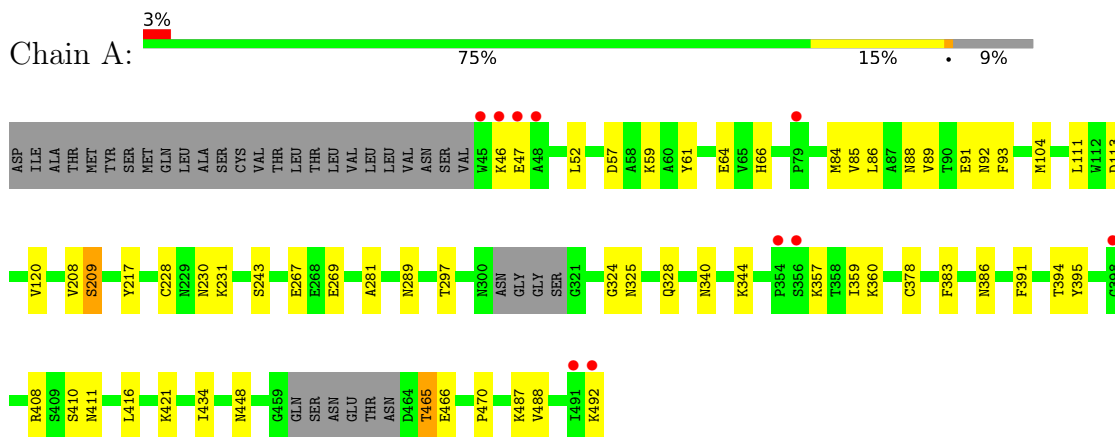 3%
Chain A:
75% 15% • 9%
ASP ILE ALA THR MET TYR SER MET GLN LEU ALA SER CYS VAL THR LEU THR LEU VAL LEU LEU VAL ASN SER VAL W45 K46 E47 A48 L52 D57 A58 K59 A60 Y61 E64 V65 H66 P79 M84 V85 L86 A87 N88 V89 T90 E91 N92 F93 M104 L111 W112 D113
V120 V208 S209 Y217 C228 N229 N230 K231 S243 E267 E268 E269 A281 N289 T297 N300 ASN GLY GLY SER G321 G324 N325 Q328 N340 K344 P354 S356 K357 T358 I359 K360 C378 F383 N386 F391 T394 Y395 G398
R408 S409 S410 N411 L416 K421 I434 N448 G459 GLN SER ASN GLU THR ASN D464 T465 E466 P470 K487 V488 I491 K492